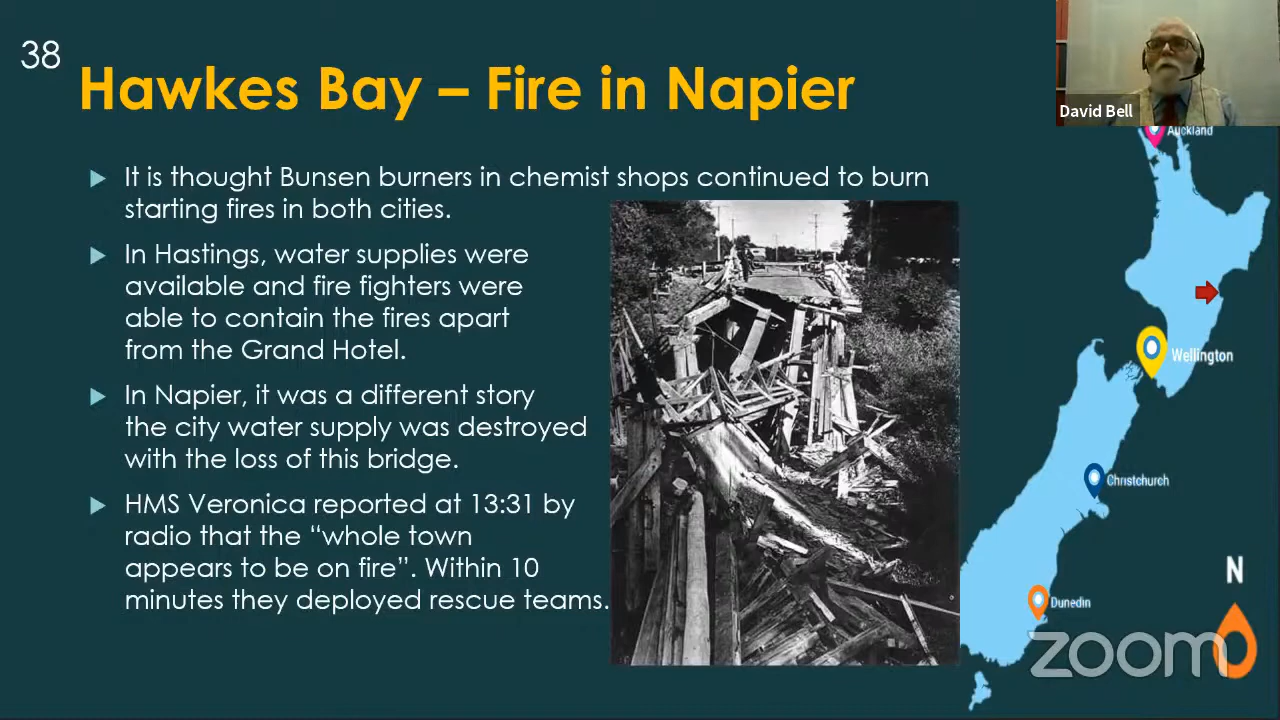 38
Hawkes Bay – Fire in Napier
It is thought Bunsen burners in chemist shops continued to burn
starting fires in both cities.
In Hastings, water supplies were
available and fire fighters were
able to contain the fires apart
from the Grand Hotel.
In Napier, it was a different story
the city water supply was destroyed
with the loss of this bridge.
HMS Veronica reported at 13:31 by
radio that the “whole town
appears to be on fire”. Within 10
minutes they deployed rescue teams.
David Bell
Auckland
Wellington
Christchurch
Dunedin
N
zoom